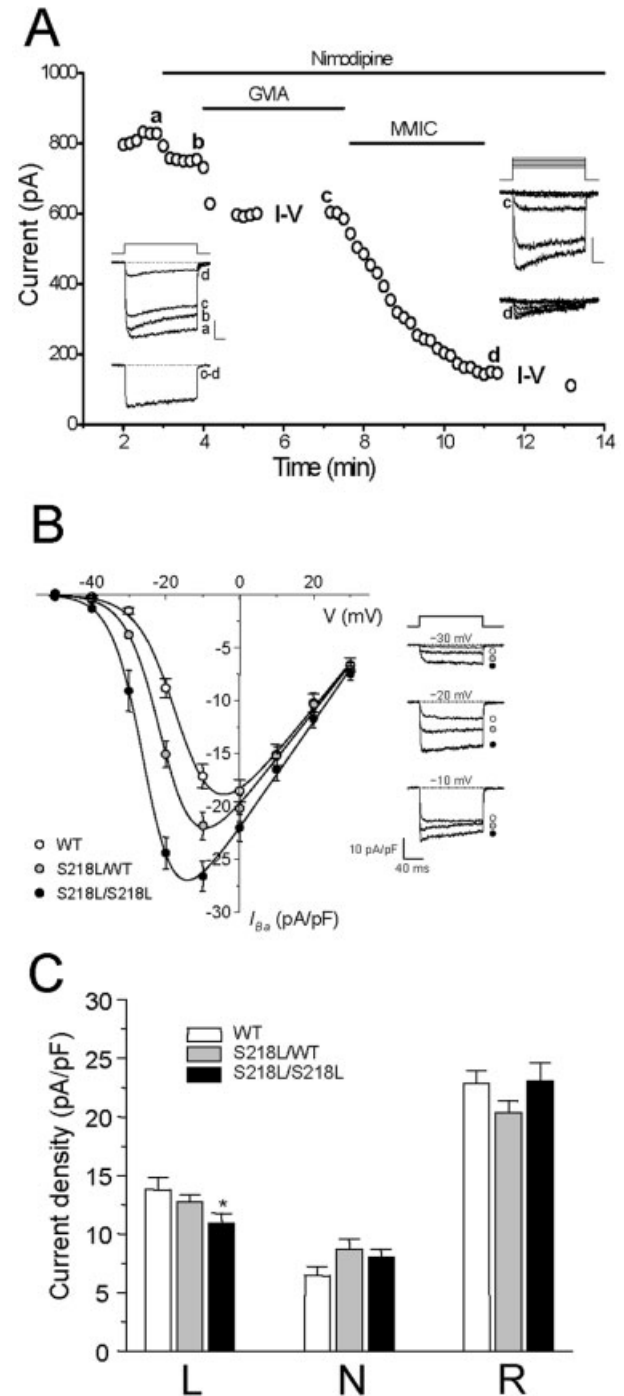 A
Nimodipine
GVIA
MMIC
1000
800
600
400
200
0
Current (pA)
a
b
I-V
c
d
I-V
d
c
b
a
c-d
c
d
2
4
6
8
10
12
14
Time (min)
B
-40
-20
0
20
V (mV)
-5
-10
-15
-20
-25
-30
I_Ba (pA/pF)
WT
S218L/WT
S218L/S218L
−30 mV
−20 mV
−10 mV
10 pA/pF
40 ms
C
30
25
20
15
10
5
0
Current density (pA/pF)
WT
S218L/WT
S218L/S218L
*
L
N
R